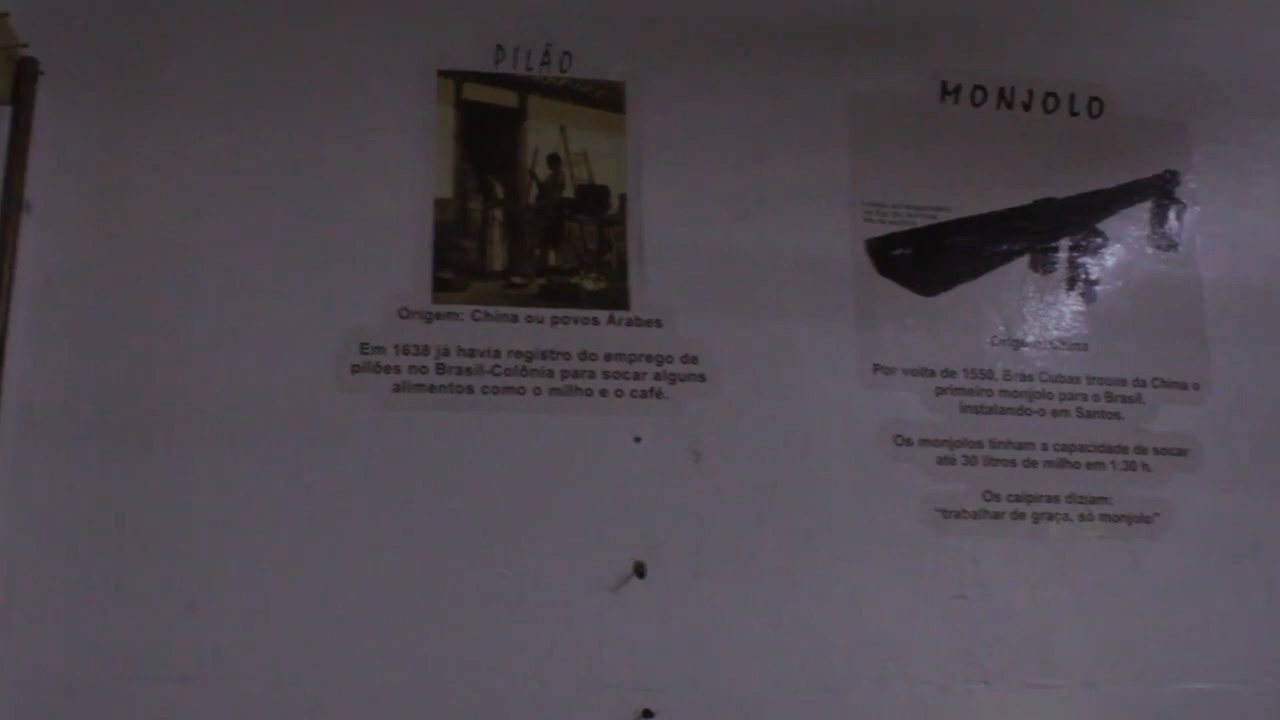 PILÃO
Origem: China ou povos Árabes
Em 1638 já havia registro do emprego de
pilões no Brasil-Colônia para socar alguns
alimentos como o milho e o café.
MONJOLO
Origem: China
Por volta de 1550, Brás Cubas trouxe da China o
primeiro monjolo para o Brasil,
instalando-o em Santos.
Os monjolos tinham a capacidade de socar
até 30 litros de milho em 1:30 h.
Os caipiras diziam:
"trabalhar de graça, só monjolo"